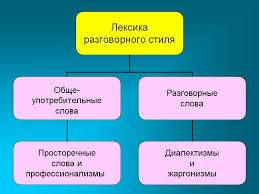 Лексика
разговорного стиля
Обще-
употребительные
слова
Разговорные
слова
Просторечные
слова и
профессионализмы
Диалектизмы
и
жаргонизмы